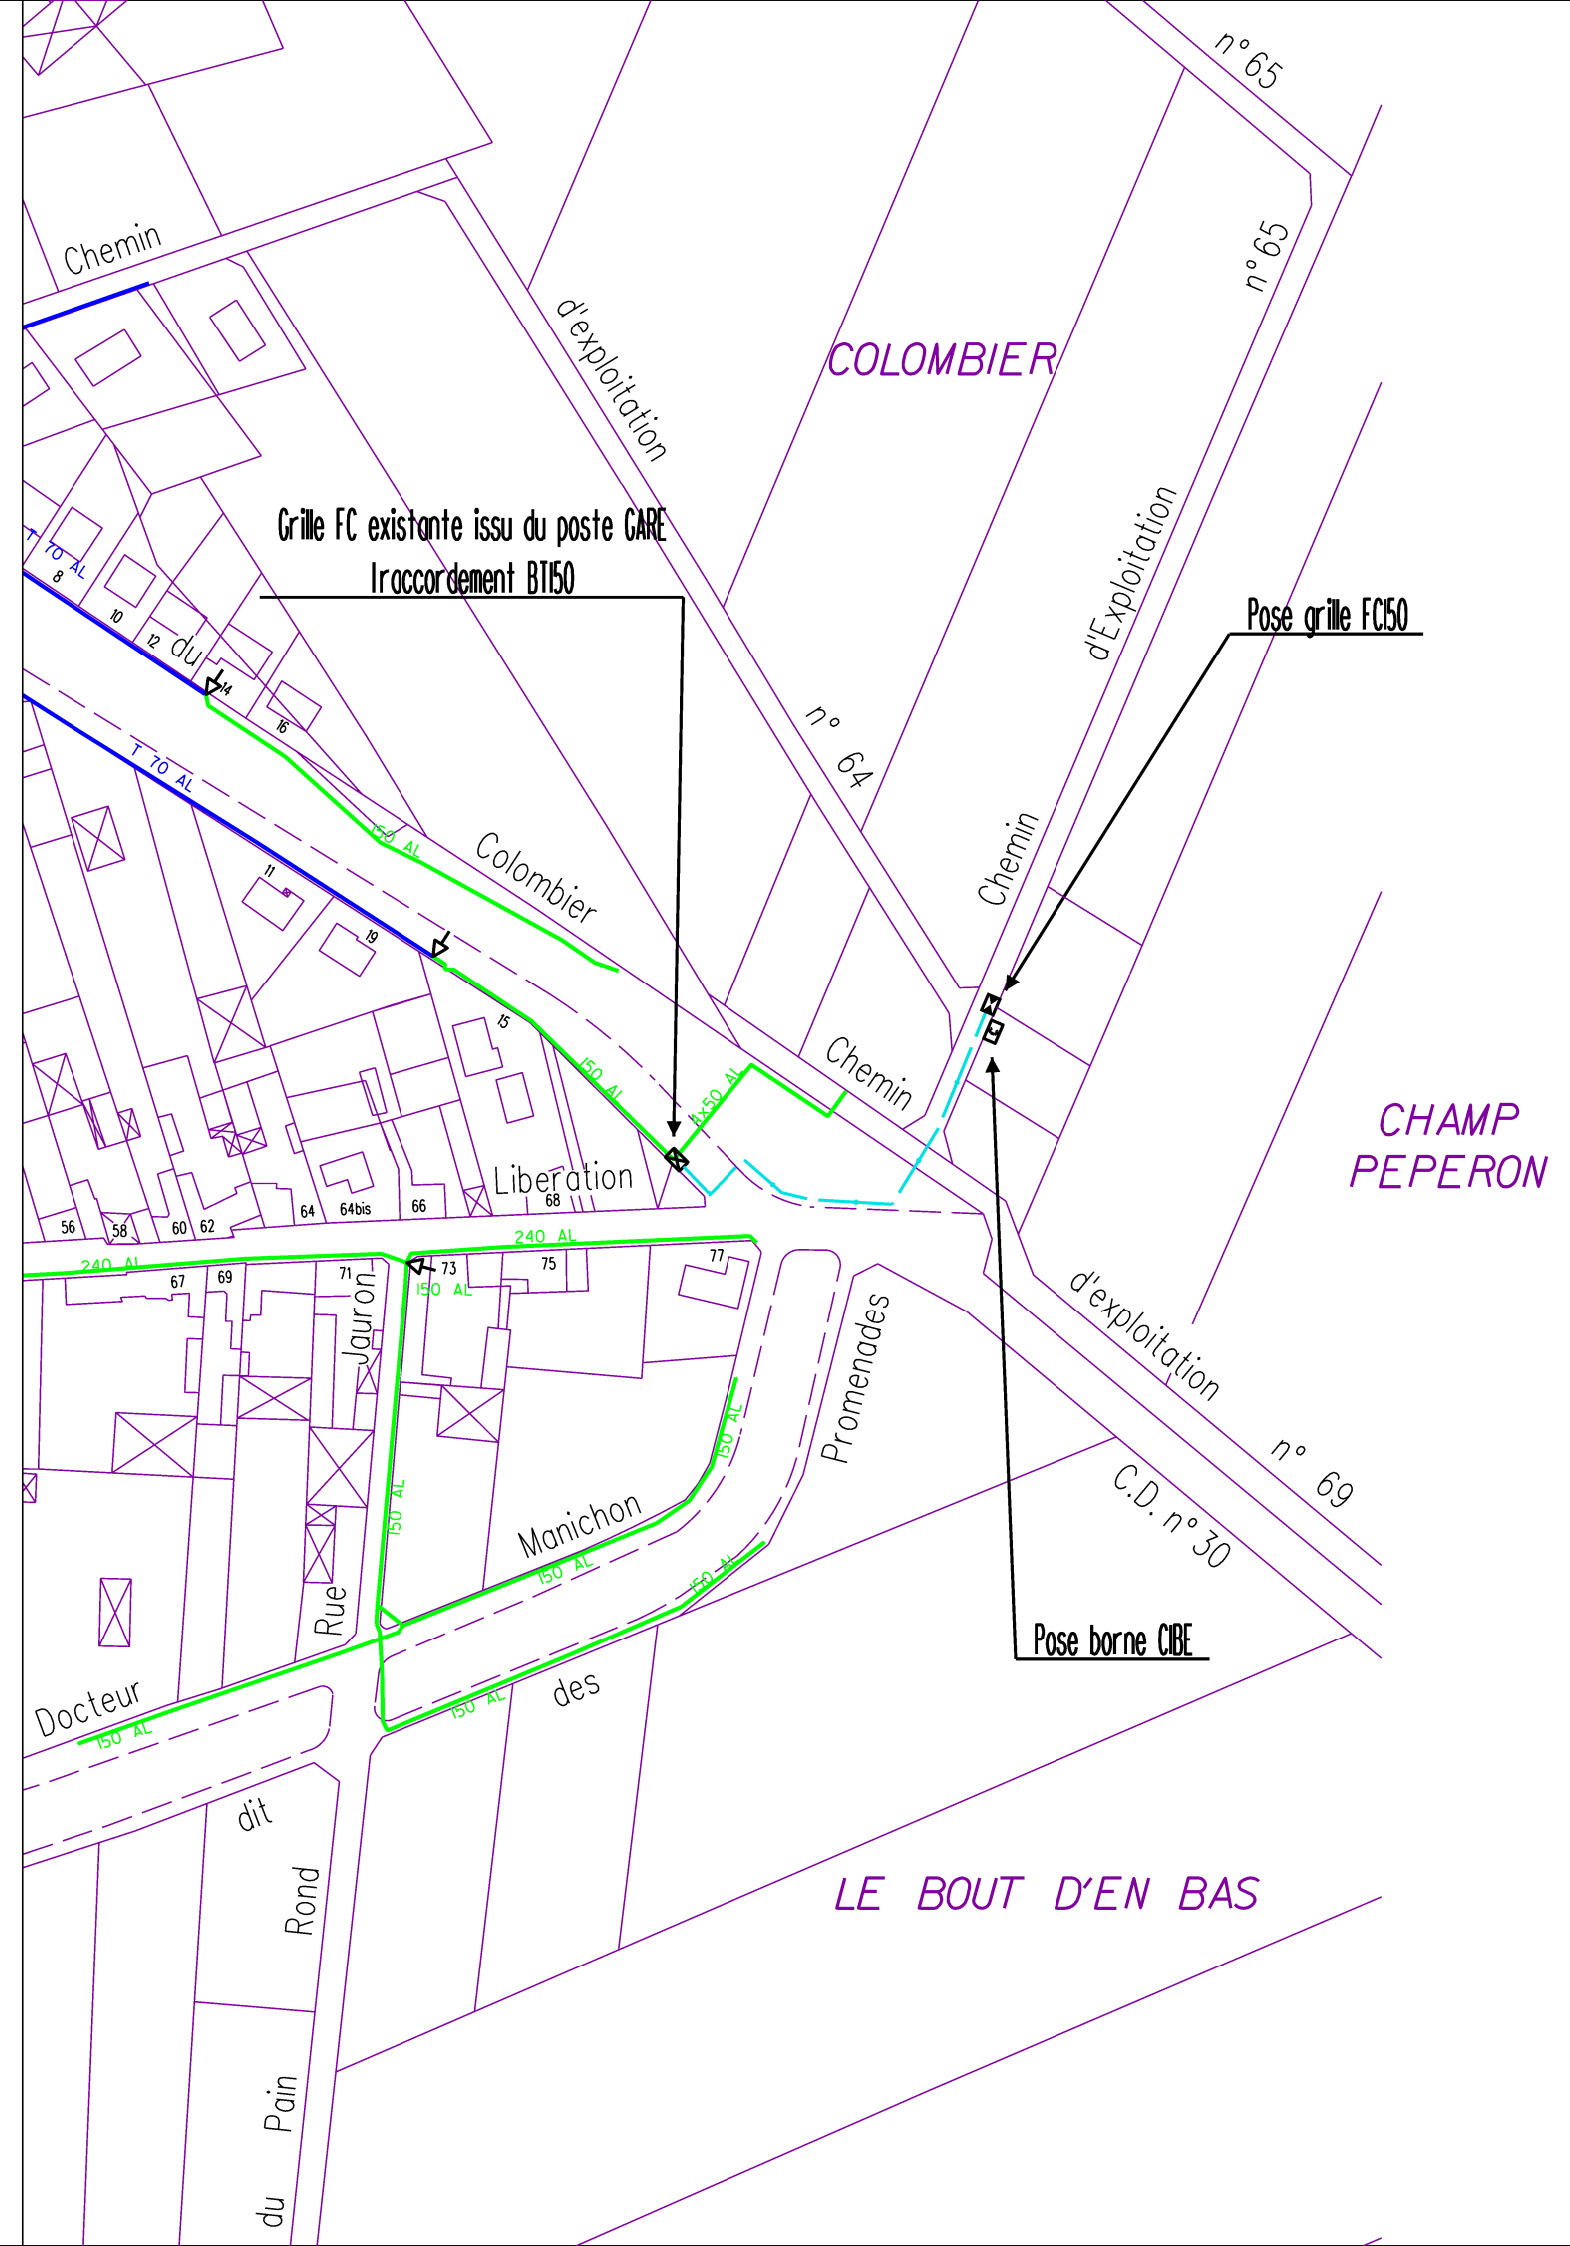 n° 65
Chemin
n° 65
d'exploitation
COLOMBIER
Grille FC existante issu du poste GARE
1raccordement BT150
d'Exploitation
T 70 AL
8
10
12
du
14
16
Pose grille FC150
T 70 AL
n° 64
150 AL
Colombier
Chemin
11
19
15
150 AL
4x50 AL
Chemin
CHAMP
PEPERON
Liberation
56
58
60
62
64
64bis
66
68
240 AL
240 AL
67
69
71
73
75
77
150 AL
Jauron
d'exploitation
n° 69
Promenades
150 AL
150 AL
Manichon
150 AL
150 AL
C.D. n° 30
Rue
Pose borne CIBE
Docteur
150 AL
des
150 AL
dit
Rond
LE BOUT D'EN BAS
Pain
du